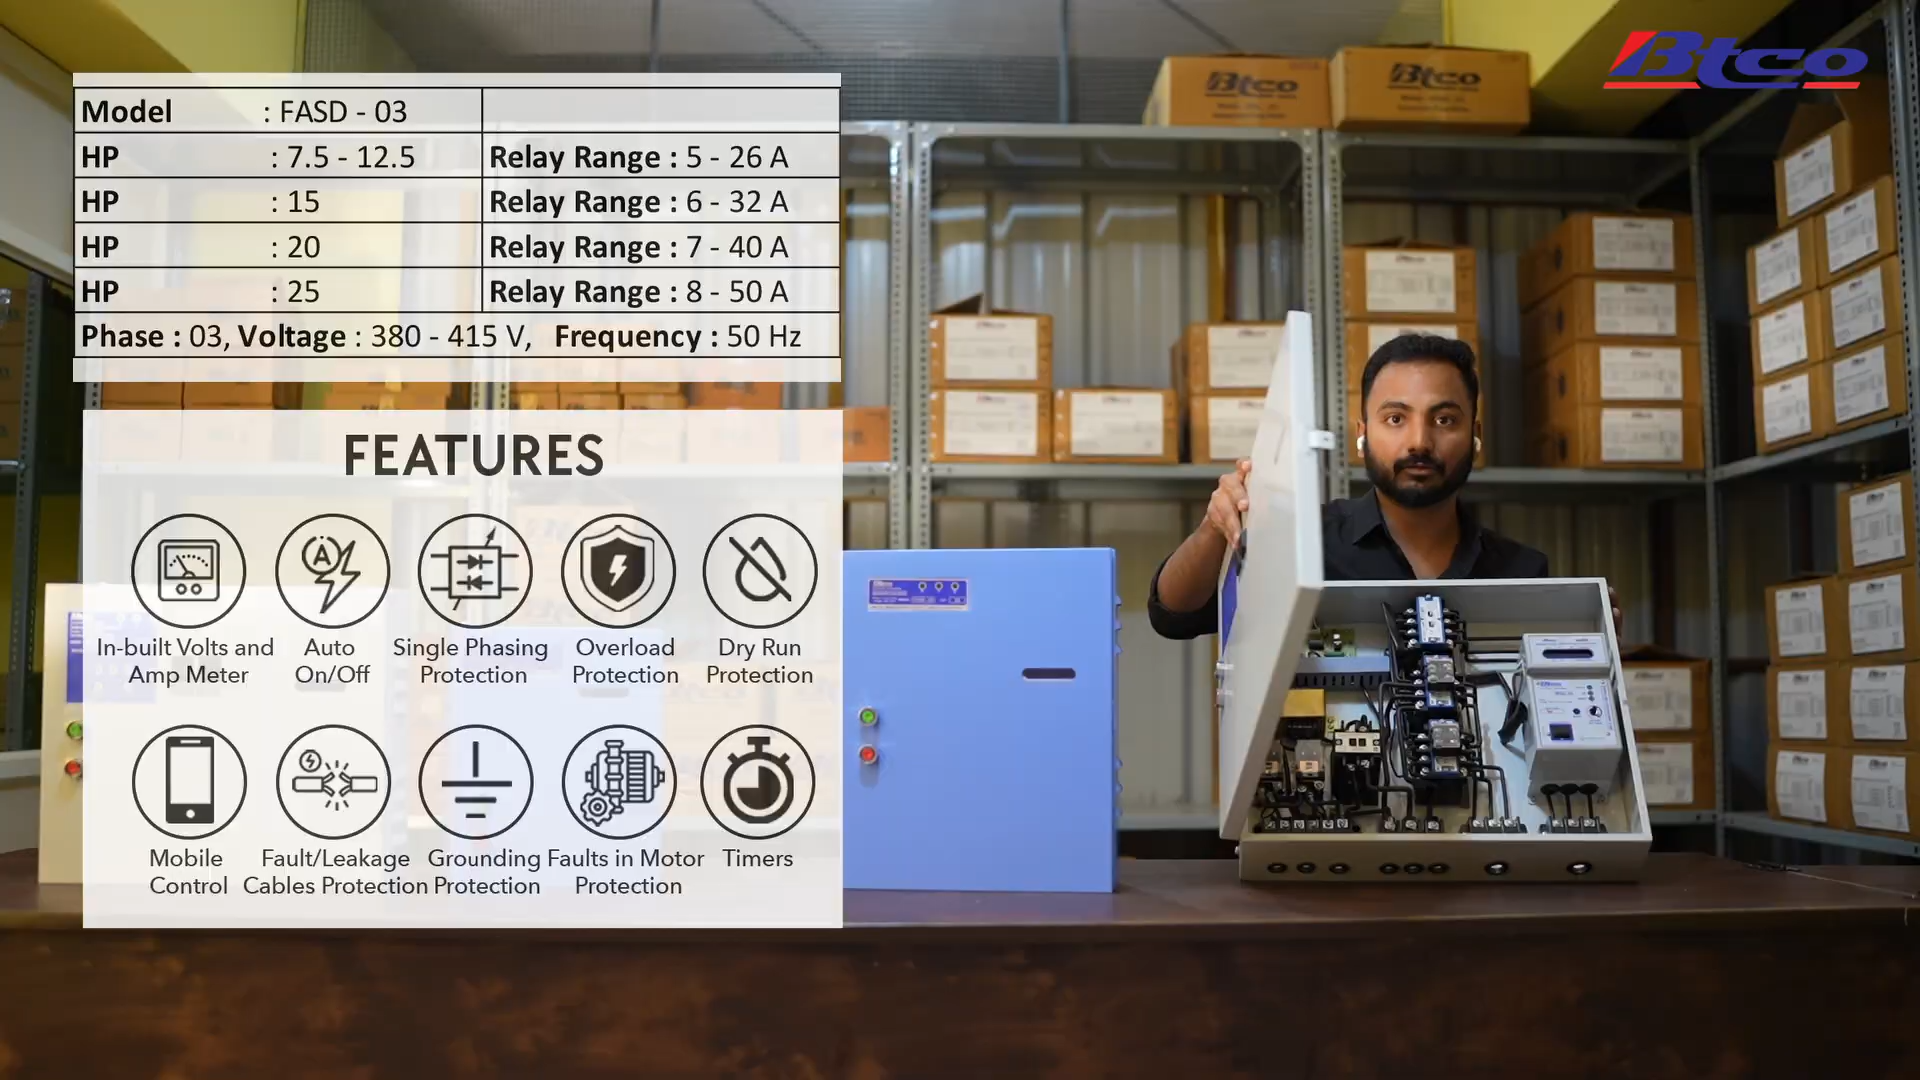 Btco
Btco
Btco
Model : FASD - 03
HP : 7.5 - 12.5 Relay Range : 5 - 26 A
HP : 15 Relay Range : 6 - 32 A
HP : 20 Relay Range : 7 - 40 A
HP : 25 Relay Range : 8 - 50 A
Phase : 03, Voltage : 380 - 415 V, Frequency : 50 Hz
FEATURES
In-built Volts and
Amp Meter
Auto
On/Off
Single Phasing
Protection
Overload
Protection
Dry Run
Protection
Mobile
Control
Fault/Leakage
Cables Protection
Grounding
Protection
Faults in Motor
Protection
Timers